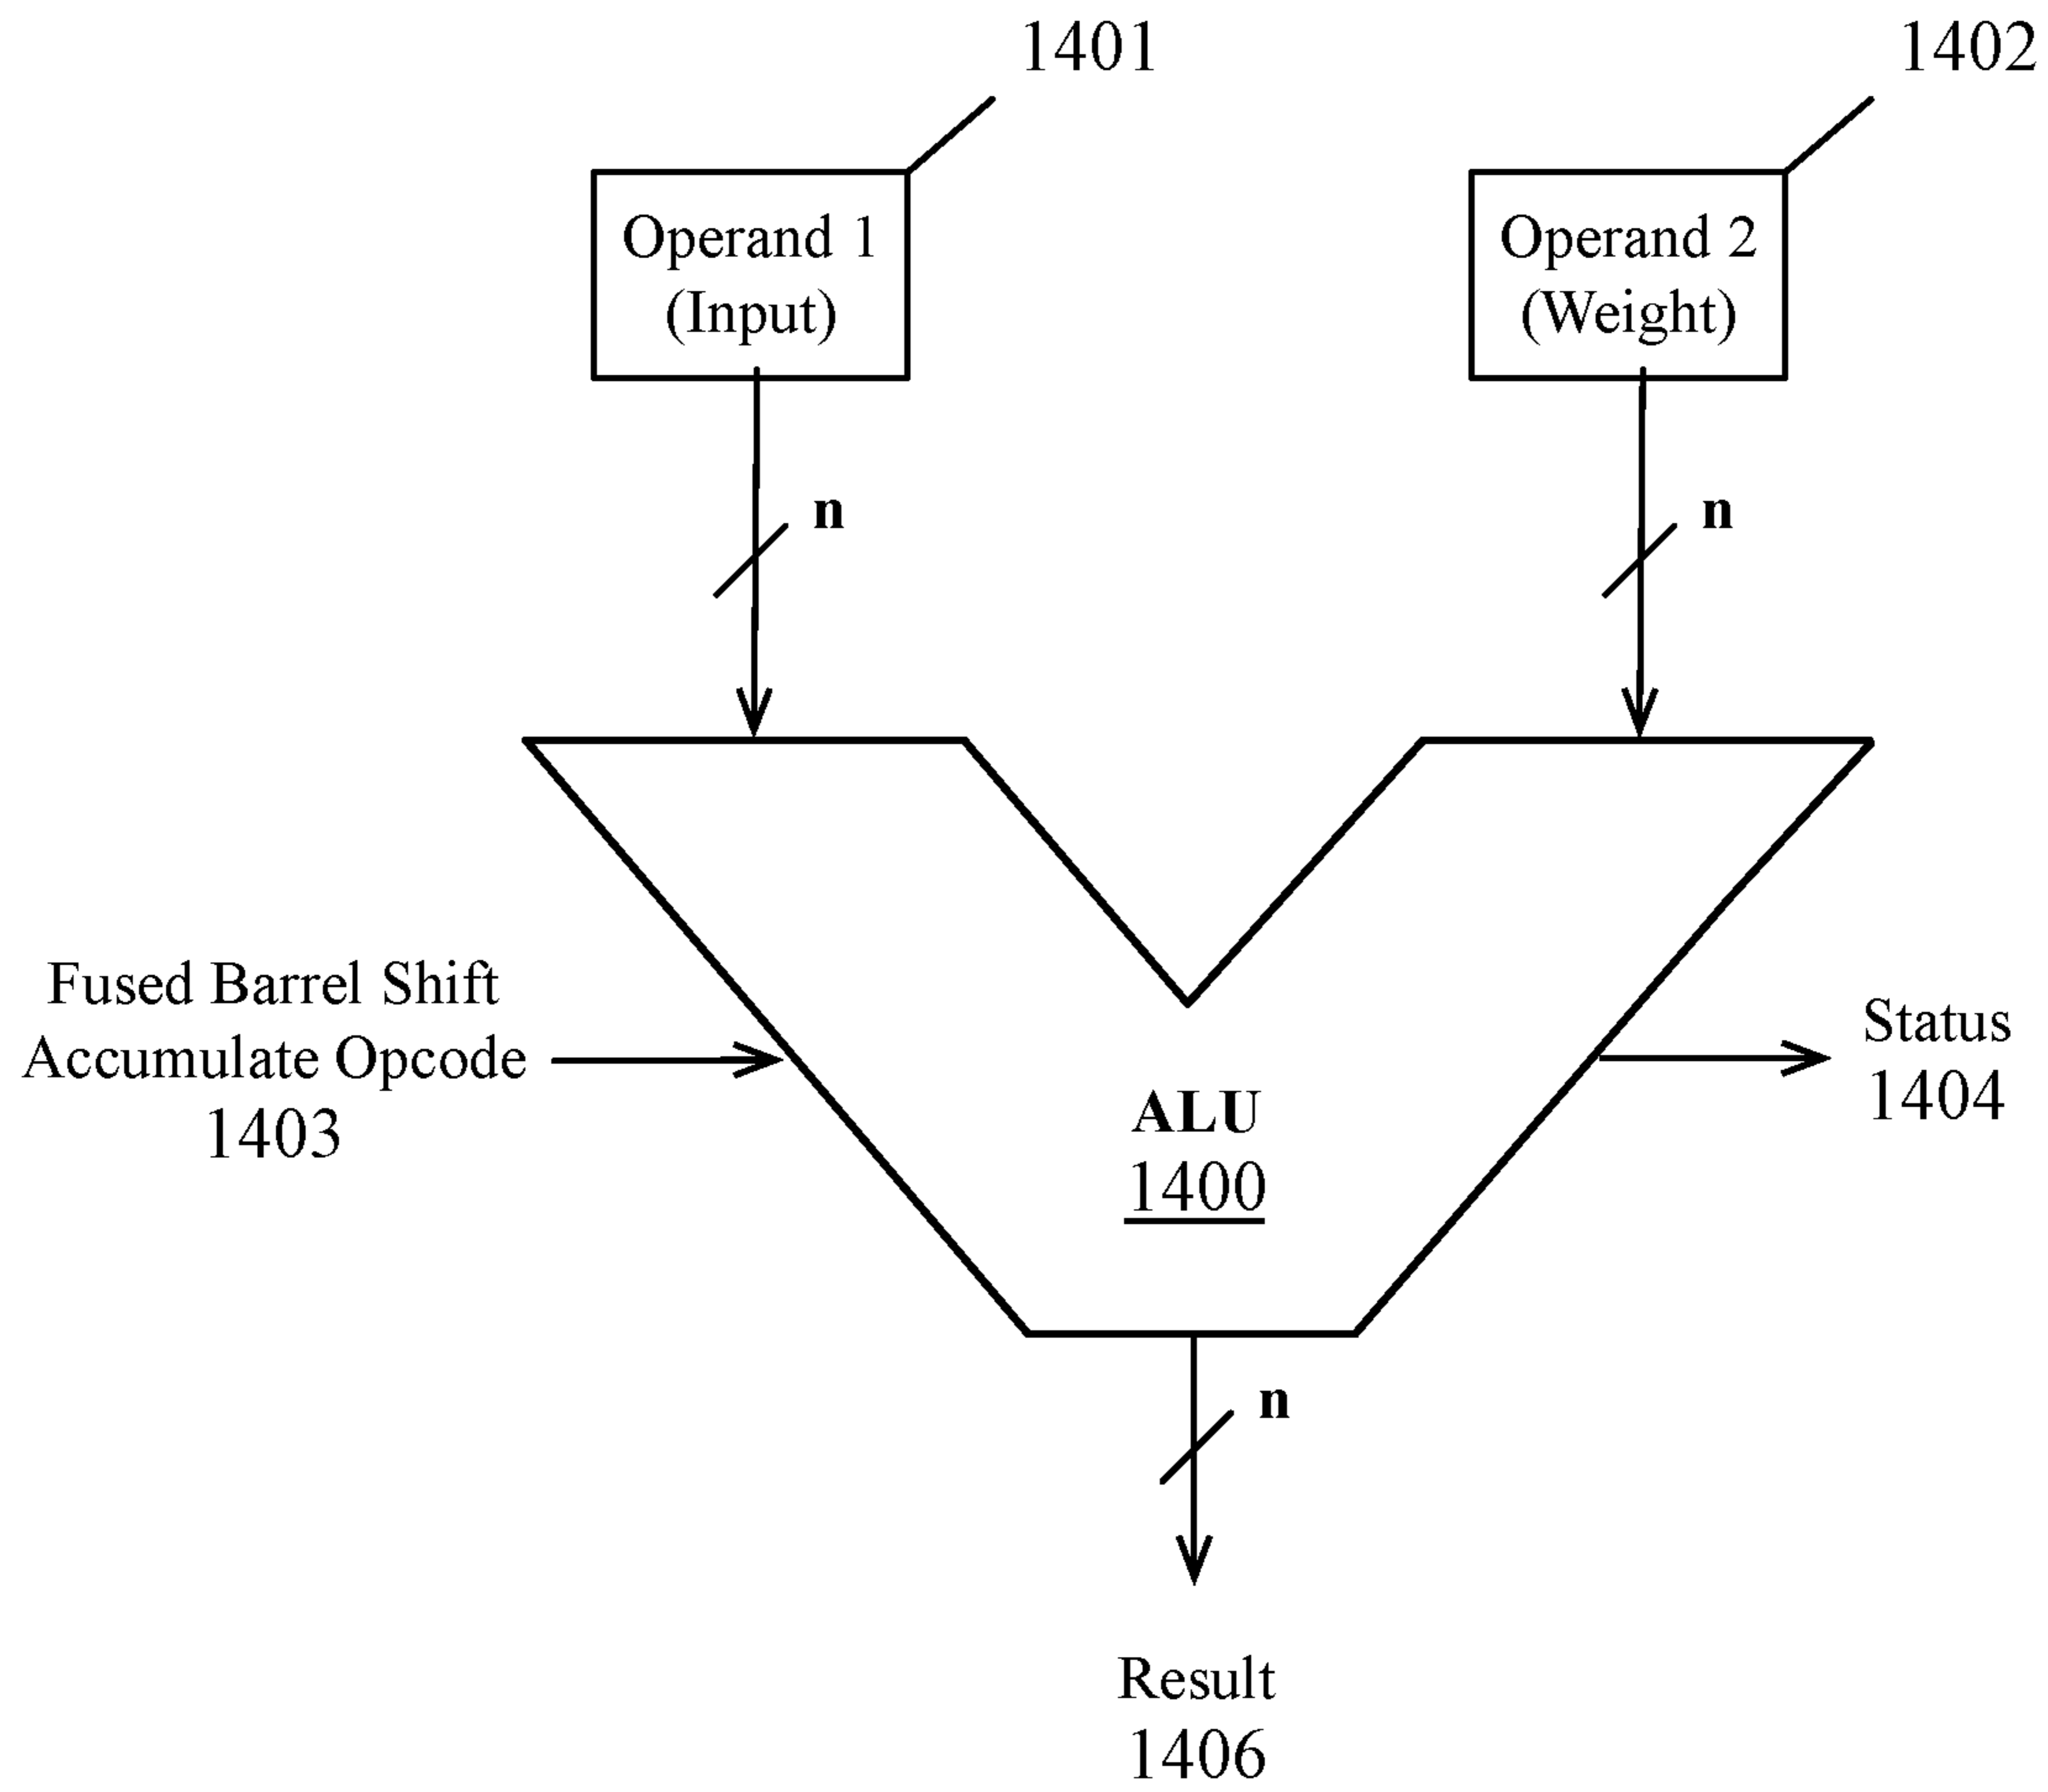 1401
1402
Operand 1
(Input)
Operand 2
(Weight)
n
n
Fused Barrel Shift
Accumulate Opcode
1403
Status
1404
ALU
1400
n
Result
1406